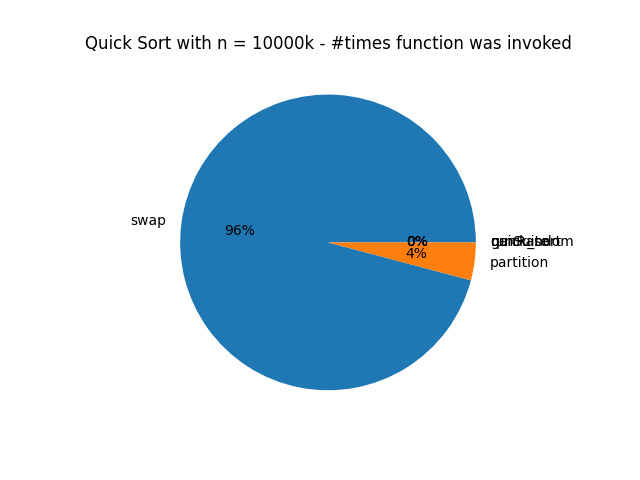 Quick Sort with n = 10000k - #times function was invoked
swap
96%
0%
4%
partition